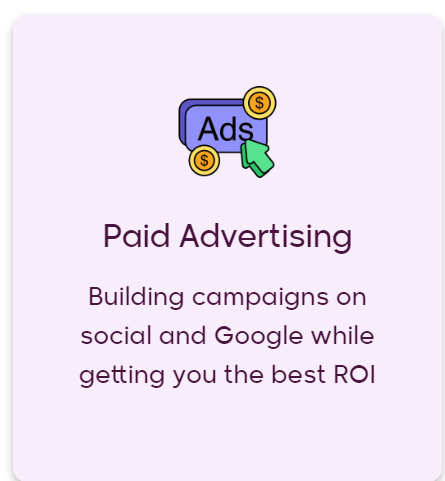 Ads
$
$
Paid Advertising
Building campaigns on
social and Google while
getting you the best ROI